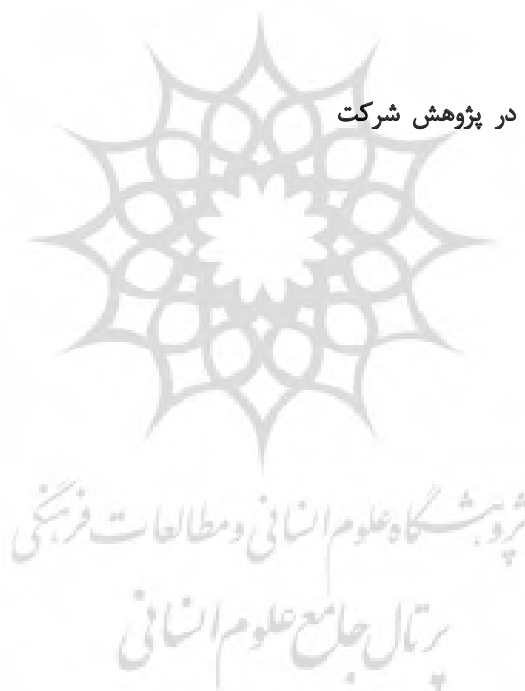 در پژوهش شرکت
پژوهشگاه علوم انسانی و مطالعات فرهنگی
پرتال جامع علوم انسانی